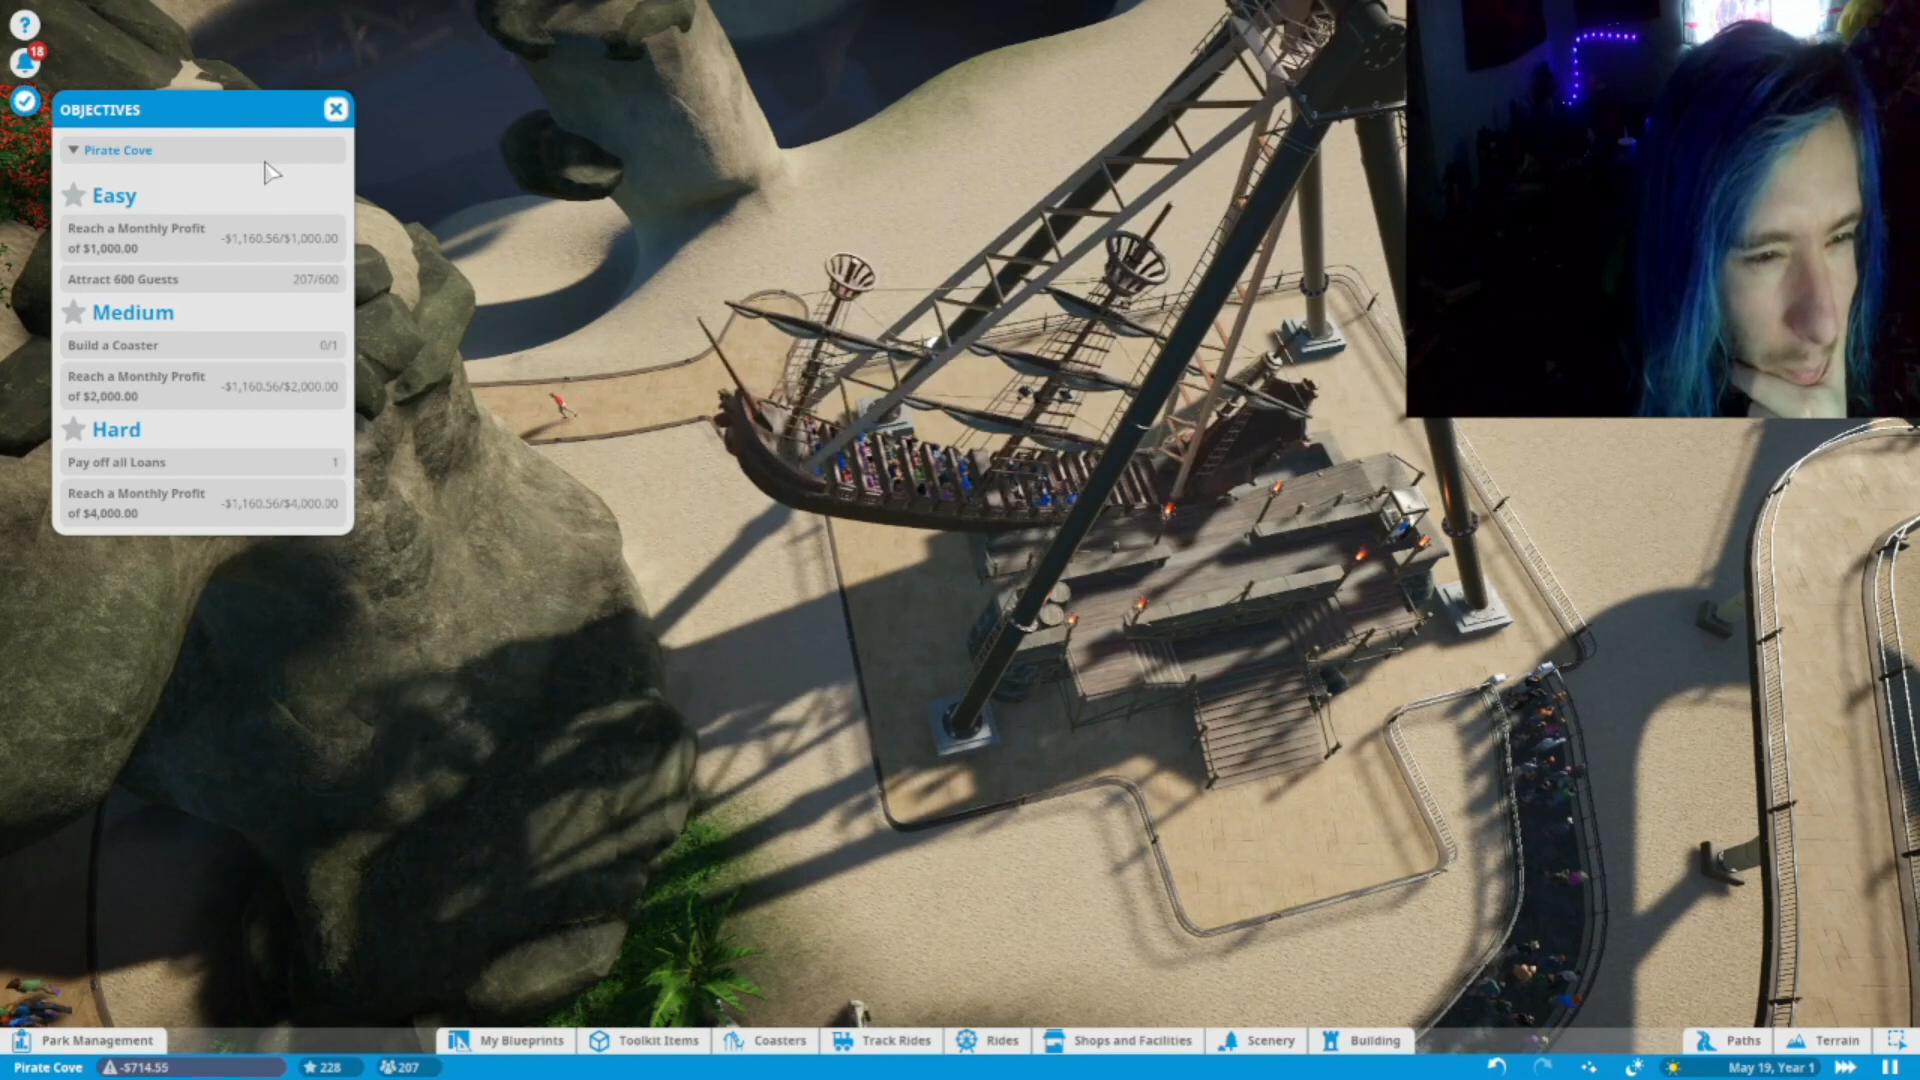 ?
18
OBJECTIVES
Pirate Cove
Easy
Reach a Monthly Profit
of $1,000.00
-$1,160.56/$1,000.00
Attract 600 Guests
207/600
Medium
Build a Coaster
0/1
Reach a Monthly Profit
of $2,000.00
-$1,160.56/$2,000.00
Hard
Pay off all Loans
1
Reach a Monthly Profit
of $4,000.00
-$1,160.56/$4,000.00
Park Management
My Blueprints
Toolkit Items
Coasters
Track Rides
Rides
Shops and Facilities
Scenery
Building
Paths
Terrain
Pirate Cove
-$714.55
228
207
May 19, Year 1